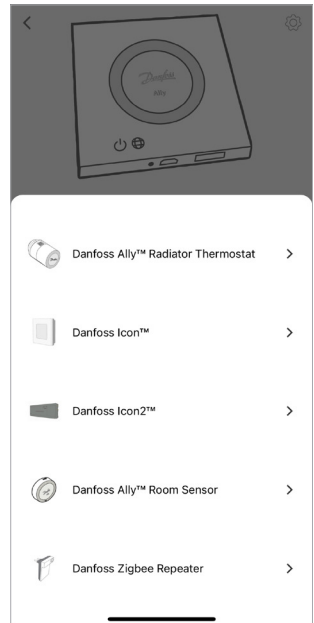 Danfoss
Ally
Danfoss Ally™ Radiator Thermostat
Danfoss Icon™
Danfoss Icon2™
Danfoss Ally™ Room Sensor
Danfoss Zigbee Repeater